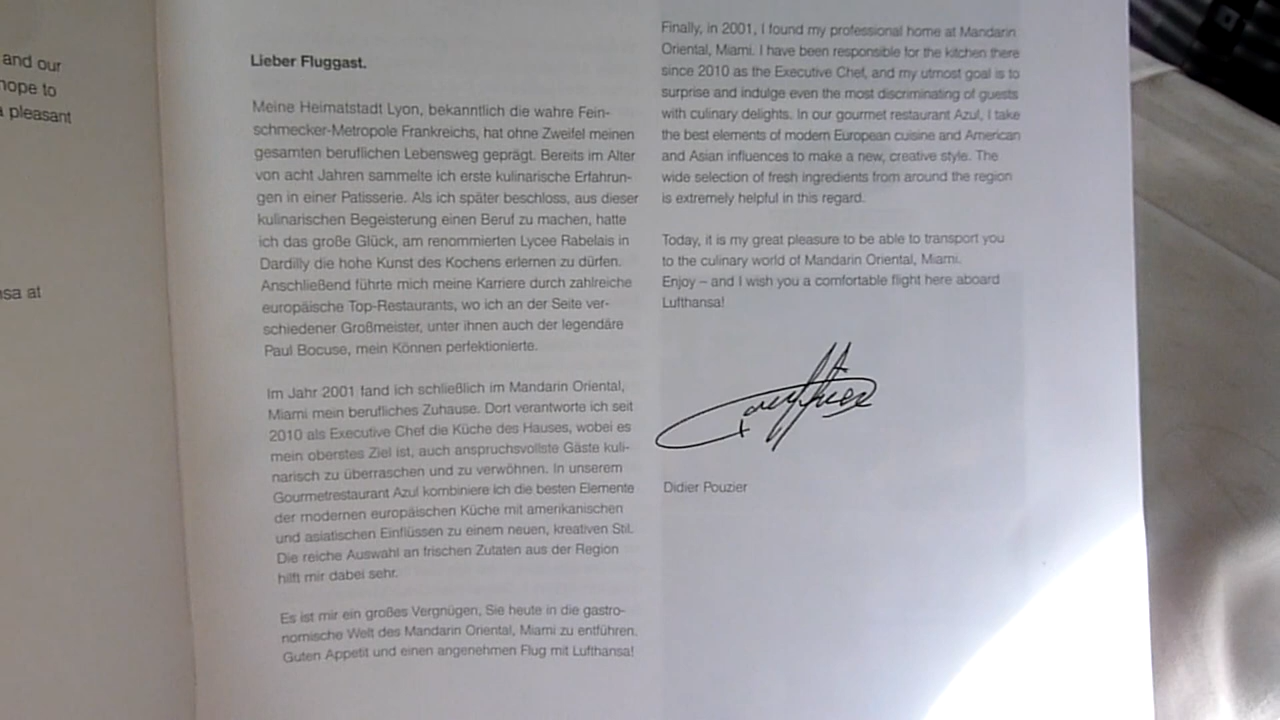 and our
hope to
a pleasant
nsa at
Lieber Fluggast.
Meine Heimatstadt Lyon, bekanntlich die wahre Fein-
schmecker-Metropole Frankreichs, hat ohne Zweifel meinen
gesamten beruflichen Lebensweg geprägt. Bereits im Alter
von acht Jahren sammelte ich erste kulinarische Erfahrun-
gen in einer Patisserie. Als ich später beschloss, aus dieser
kulinarischen Begeisterung einen Beruf zu machen, hatte
ich das große Glück, am renommierten Lycee Rabelais in
Dardilly die hohe Kunst des Kochens erlernen zu dürfen.
Anschließend führte mich meine Karriere durch zahlreiche
europäische Top-Restaurants, wo ich an der Seite ver-
schiedener Großmeister, unter ihnen auch der legendäre
Paul Bocuse, mein Können perfektionierte.
Im Jahr 2001 fand ich schließlich im Mandarin Oriental,
Miami mein berufliches Zuhause. Dort verantworte ich seit
2010 als Executive Chef die Küche des Hauses, wobei es
mein oberstes Ziel ist, auch anspruchsvollste Gäste kuli-
narisch zu überraschen und zu verwöhnen. In unserem
Gourmetrestaurant Azul kombiniere ich die besten Elemente
der modernen europäischen Küche mit amerikanischen
und asiatischen Einflüssen zu einem neuen, kreativen Stil.
Die reiche Auswahl an frischen Zutaten aus der Region
hilft mir dabei sehr.
Es ist mir ein großes Vergnügen, Sie heute in die gastro-
nomische Welt des Mandarin Oriental, Miami zu entführen.
Guten Appetit und einen angenehmen Flug mit Lufthansa!
Finally, in 2001, I found my professional home at Mandarin
Oriental, Miami. I have been responsible for the kitchen there
since 2010 as the Executive Chef, and my utmost goal is to
surprise and indulge even the most discriminating of guests
with culinary delights. In our gourmet restaurant Azul, I take
the best elements of modern European cuisine and American
and Asian influences to make a new, creative style. The
wide selection of fresh ingredients from around the region
is extremely helpful in this regard.
Today, it is my great pleasure to be able to transport you
to the culinary world of Mandarin Oriental, Miami.
Enjoy – and I wish you a comfortable flight here aboard
Lufthansa!
Didier Pouzier